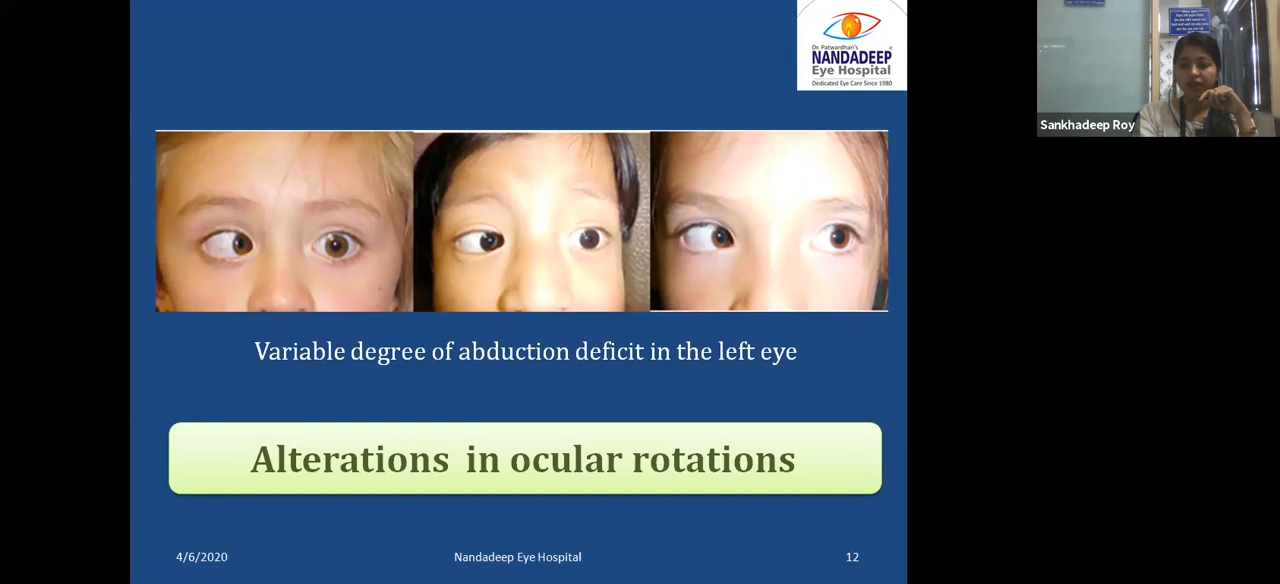 Dr. Patwardhan's
NANDADEEP
Eye Hospital
Dedicated Eye Care Since 1980
Sankhadeep Roy
Variable degree of abduction deficit in the left eye
Alterations in ocular rotations
4/6/2020
Nandadeep Eye Hospital
12